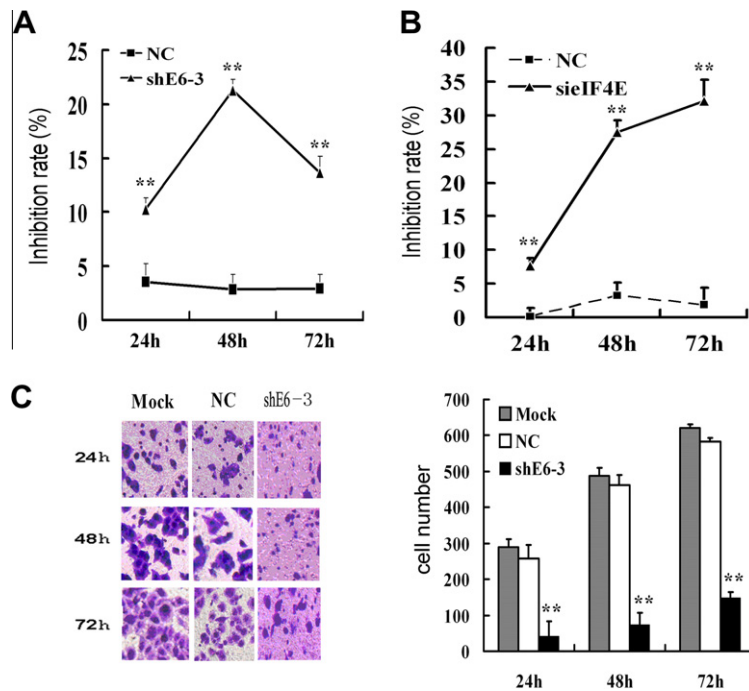 A
NC
shE6-3
Inhibition rate (%)
25
20
15
10
5
0
**
**
**
24h
48h
72h
B
NC
sieIF4E
Inhibition rate (%)
40
35
30
25
20
15
10
5
0
**
**
**
24h
48h
72h
C
Mock NC shE6-3
24h
48h
72h
cell number
700
600
500
400
300
200
100
0
Mock
NC
shE6-3
**
**
**
24h
48h
72h